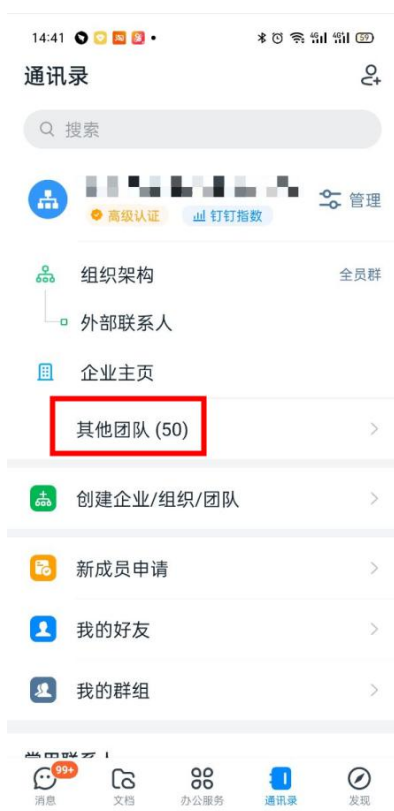 14:41 59
通讯录
搜索
高级认证 钉钉指数 管理
组织架构 全员群
外部联系人
企业主页
其他团队 (50)
创建企业/组织/团队
新成员申请
我的好友
我的群组
99+
消息 文档 办公服务 通讯录 发现